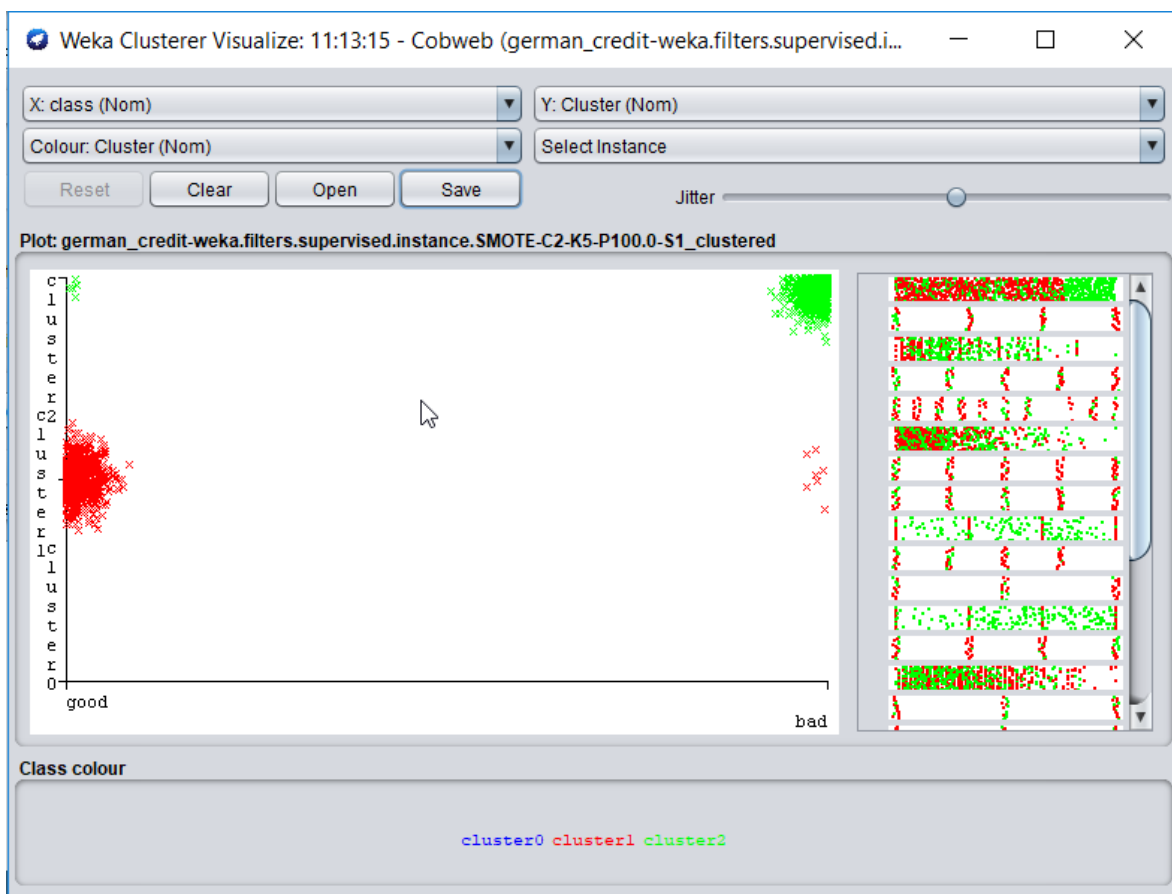 Weka Clusterer Visualize: 11:13:15 - Cobweb (german_credit-weka.filters.supervised.i...
X: class (Nom)
Y: Cluster (Nom)
Colour: Cluster (Nom)
Select Instance
Reset
Clear
Open
Save
Jitter
Plot: german_credit-weka.filters.supervised.instance.SMOTE-C2-K5-P100.0-S1_clustered
cluster2
cluster1
cluster0
good
bad
Class colour
cluster0 cluster1 cluster2